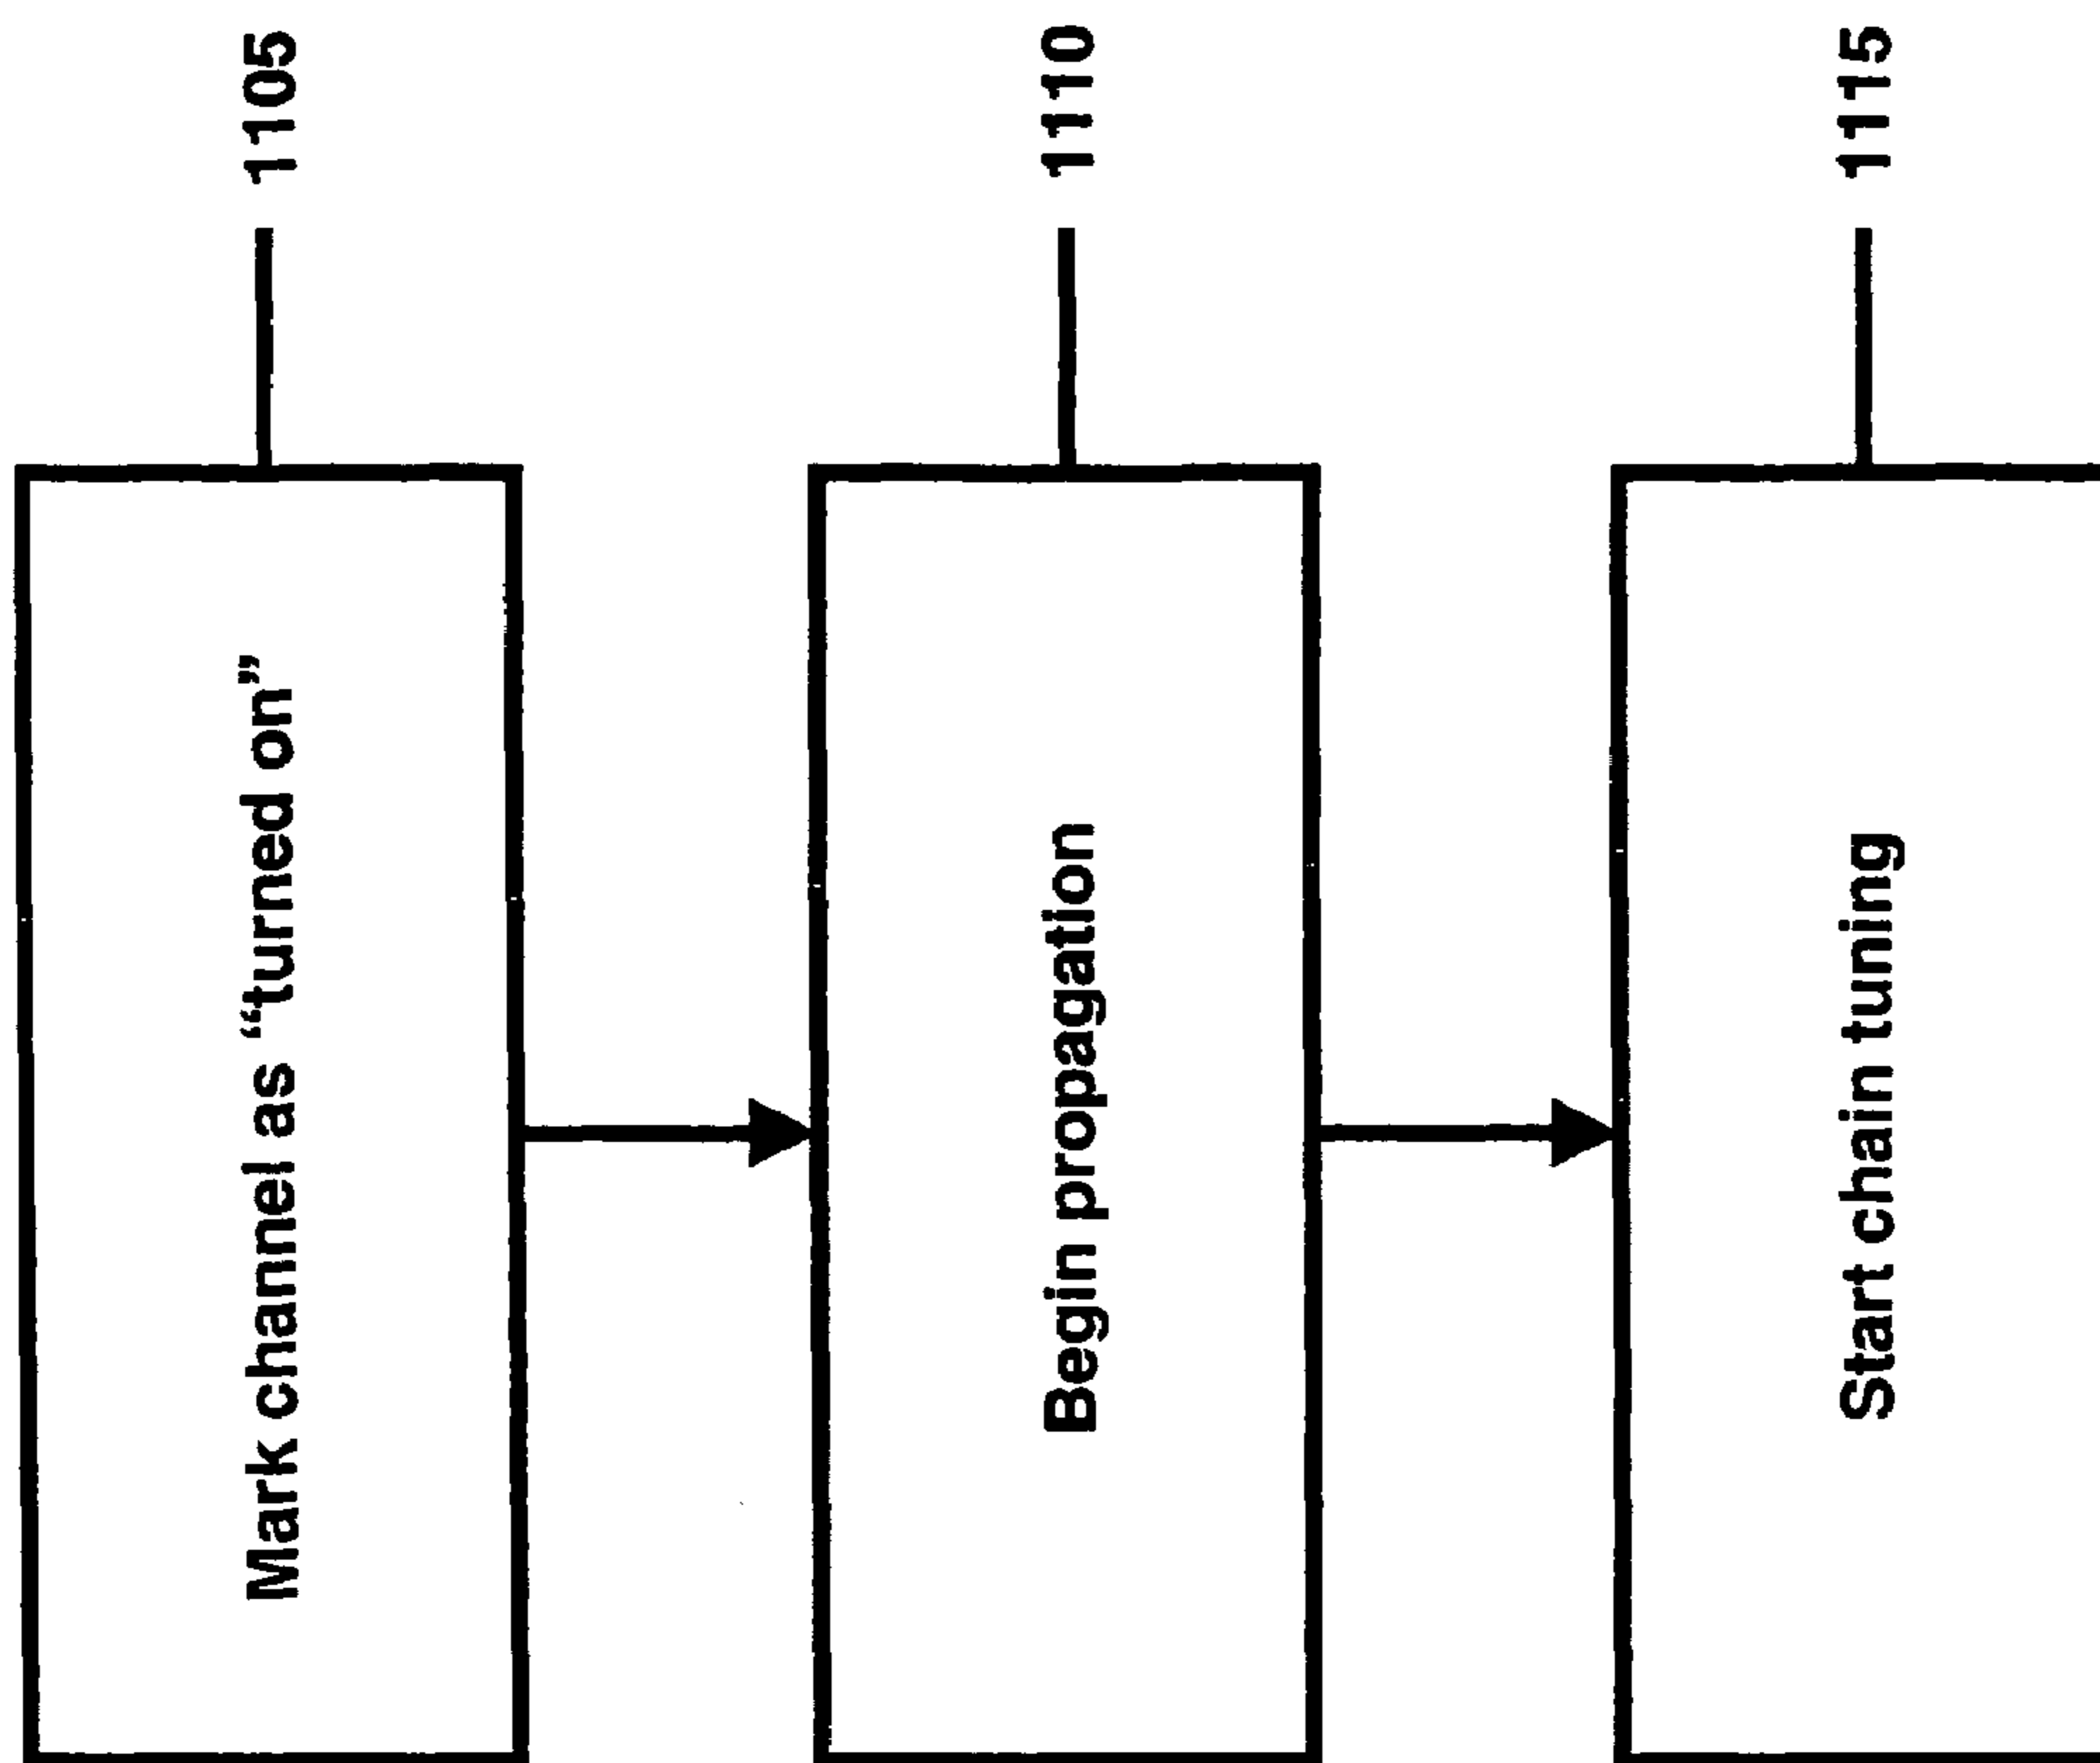 Mark channel as “turned on”
1105
Begin propagation
1110
Start chain tuning
1115